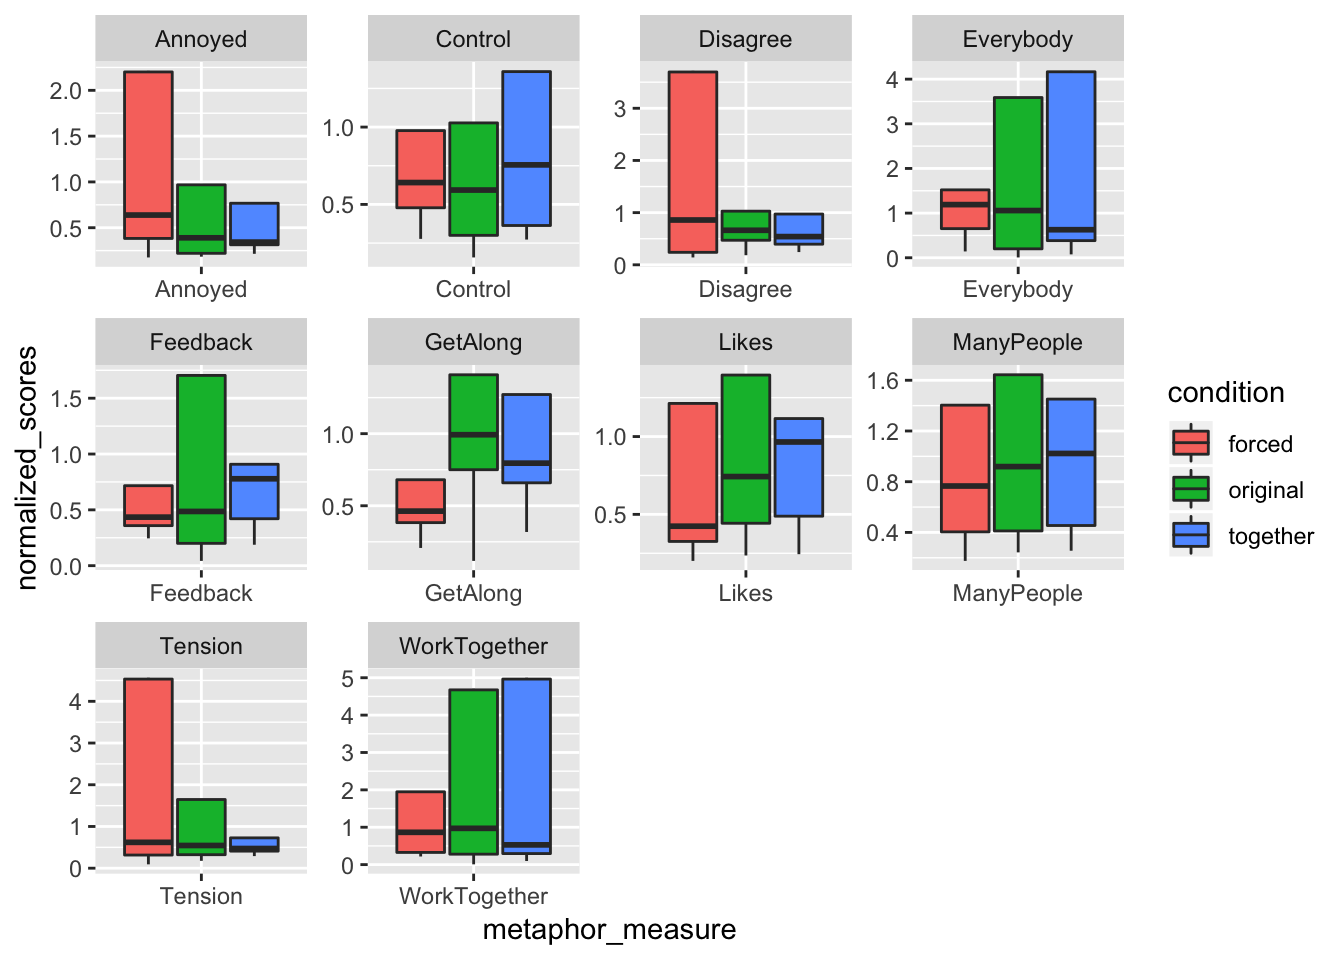 Annoyed
Control
Disagree
Everybody
2.0
1.5
1.0
0.5
1.0
0.5
3
2
1
0
4
3
2
1
0
Annoyed
Control
Disagree
Everybody
Feedback
GetAlong
Likes
ManyPeople
1.5
1.0
0.5
0.0
1.0
0.5
1.0
0.5
1.6
1.2
0.8
0.4
Feedback
GetAlong
Likes
ManyPeople
Tension
WorkTogether
4
3
2
1
0
5
4
3
2
1
0
Tension
WorkTogether
metaphor_measure
normalized_scores
condition
forced
original
together